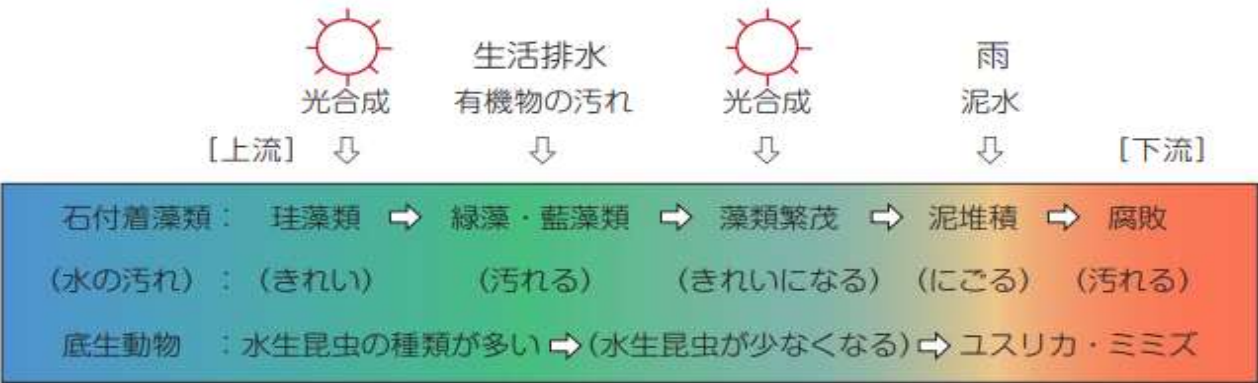 生活排水 雨
光合成 有機物の汚れ 光合成 泥水
[上流] ⇩ ⇩ ⇩ ⇩ [下流]
石付着藻類： 珪藻類 ⇨ 緑藻・藍藻類 ⇨ 藻類繁茂 ⇨ 泥堆積 ⇨ 腐敗
(水の汚れ) ： (きれい) (汚れる) (きれいになる) (にごる) (汚れる)
底生動物 ：水生昆虫の種類が多い ⇨ (水生昆虫が少なくなる) ⇨ ユスリカ・ミミズ